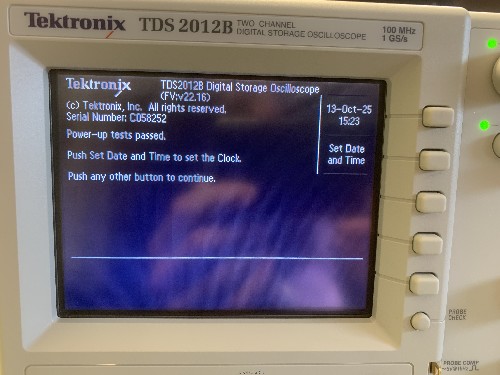 Tektronix TDS 2012B TWO CHANNEL
DIGITAL STORAGE OSCILLOSCOPE
100 MHz
1 GS/s
Tektronix TDS2012B Digital Storage Oscilloscope
(FV:v22.16)
(c) Tektronix, Inc. All rights reserved.
Serial Number: C058252
Power-up tests passed.
Push Set Date and Time to set the Clock.
Push any other button to continue.
13-Oct-25
15:23
Set Date
and Time
PROBE
CHECK
PROBE COMP